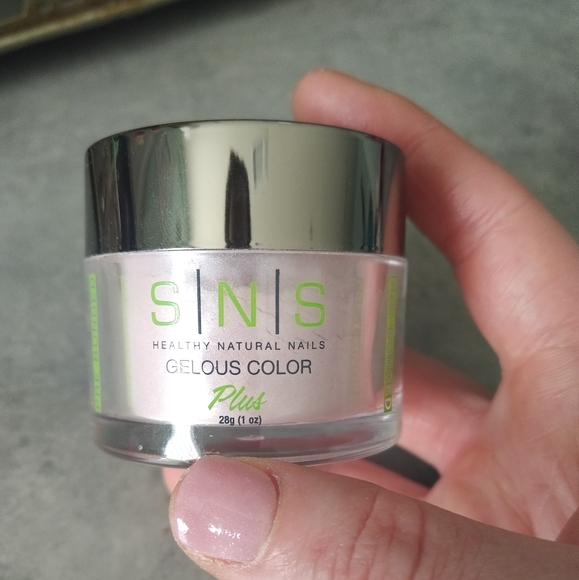 S|N|S
HEALTHY NATURAL NAILS
GELOUS COLOR
Plus
28g (1 oz)